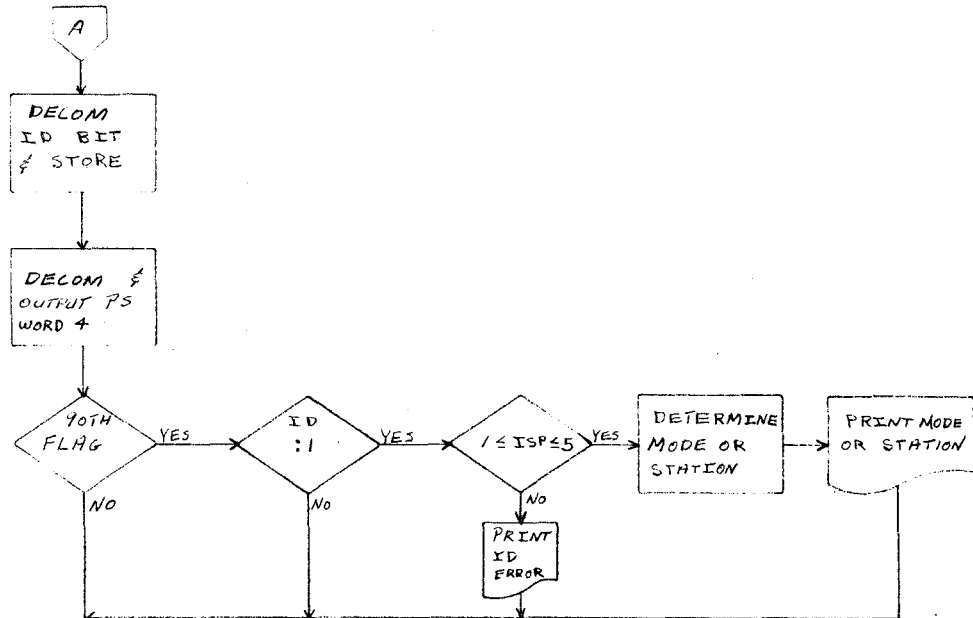 A
DECOM
ID BIT
& STORE
DECOM &
OUTPUT PS
WORD 4
90TH
FLAG
YES
NO
ID
:1
YES
NO
1 ≤ ISP ≤ 5
YES
NO
PRINT
ID
ERROR
DETERMINE
MODE OR
STATION
PRINT MODE
OR STATION